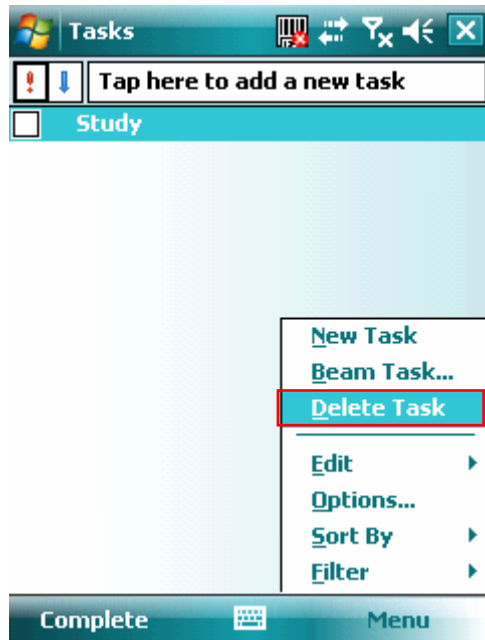 Tasks
Tap here to add a new task
Study
New Task
Beam Task...
Delete Task
Edit
Options...
Sort By
Filter
Complete
Menu